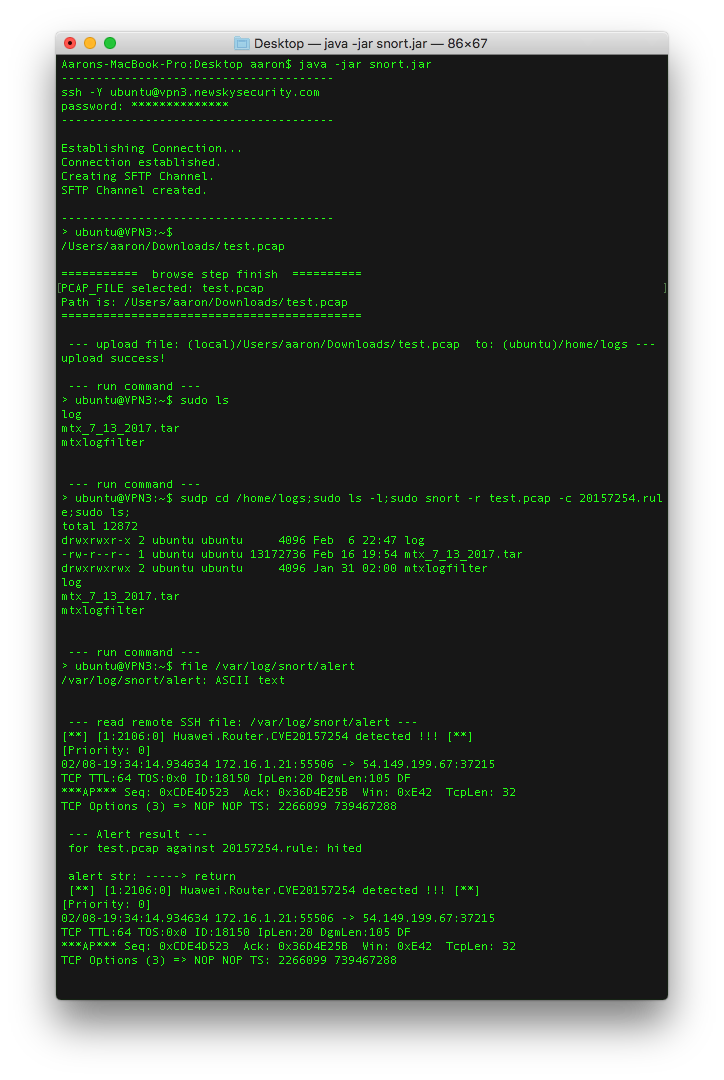 Desktop — java -jar snort.jar — 86×67
Aarons-MacBook-Pro:Desktop aaron$ java -jar snort.jar
---------------------------------------
ssh -Y ubuntu@vpn3.newskysecurity.com
password: **************
---------------------------------------
Establishing Connection...
Connection established.
Creating SFTP Channel.
SFTP Channel created.
---------------------------------------
> ubuntu@VPN3:~$
/Users/aaron/Downloads/test.pcap
===========  browse step finish  ==========
[PCAP_FILE selected: test.pcap ]
Path is: /Users/aaron/Downloads/test.pcap
===========================================
--- upload file: (local)/Users/aaron/Downloads/test.pcap  to: (ubuntu)/home/logs ---
upload success!
--- run command ---
> ubuntu@VPN3:~$ sudo ls
log
mtx_7_13_2017.tar
mtxlogfilter
--- run command ---
> ubuntu@VPN3:~$ sudp cd /home/logs;sudo ls -l;sudo snort -r test.pcap -c 20157254.rul
e;sudo ls;
total 12872
drwxrwxr-x 2 ubuntu ubuntu     4096 Feb  6 22:47 log
-rw-r--r-- 1 ubuntu ubuntu 13172736 Feb 16 19:54 mtx_7_13_2017.tar
drwxrwxrwx 2 ubuntu ubuntu     4096 Jan 31 02:00 mtxlogfilter
log
mtx_7_13_2017.tar
mtxlogfilter
--- run command ---
> ubuntu@VPN3:~$ file /var/log/snort/alert
/var/log/snort/alert: ASCII text
--- read remote SSH file: /var/log/snort/alert ---
[**] [1:2106:0] Huawei.Router.CVE20157254 detected !!! [**]
[Priority: 0]
02/08-19:34:14.934634 172.16.1.21:55506 -> 54.149.199.67:37215
TCP TTL:64 TOS:0x0 ID:18150 IpLen:20 DgmLen:105 DF
***AP*** Seq: 0xCDE4D523  Ack: 0x36D4E25B  Win: 0xE42  TcpLen: 32
TCP Options (3) => NOP NOP TS: 2266099 739467288
--- Alert result ---
for test.pcap against 20157254.rule: hited
alert str: -----> return
[**] [1:2106:0] Huawei.Router.CVE20157254 detected !!! [**]
[Priority: 0]
02/08-19:34:14.934634 172.16.1.21:55506 -> 54.149.199.67:37215
TCP TTL:64 TOS:0x0 ID:18150 IpLen:20 DgmLen:105 DF
***AP*** Seq: 0xCDE4D523  Ack: 0x36D4E25B  Win: 0xE42  TcpLen: 32
TCP Options (3) => NOP NOP TS: 2266099 739467288